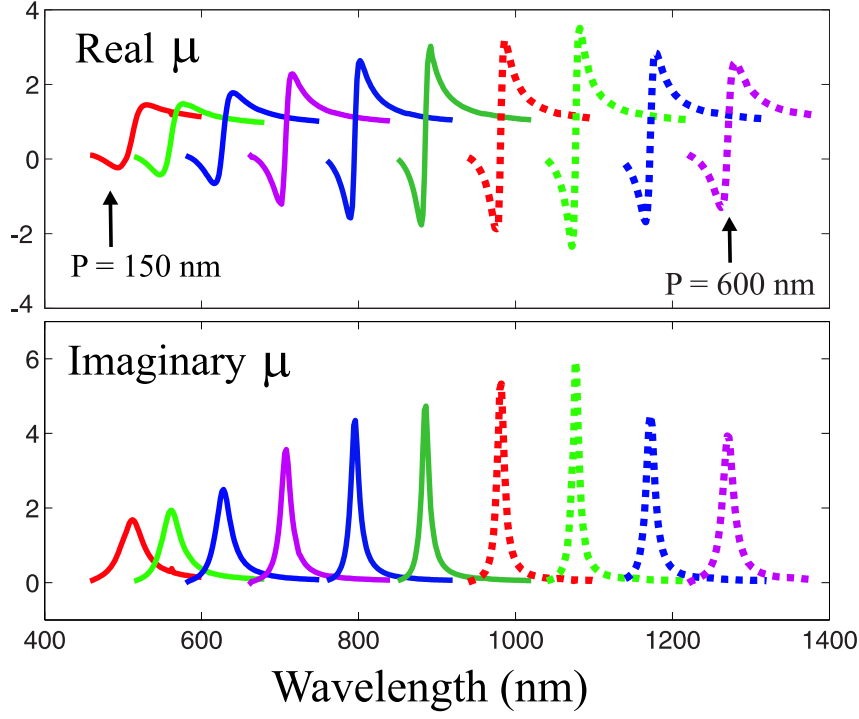 4
Real μ
2
0
-2
P = 150 nm
P = 600 nm
-4
6
Imaginary μ
4
2
0
400 600 800 1000 1200 1400
Wavelength (nm)